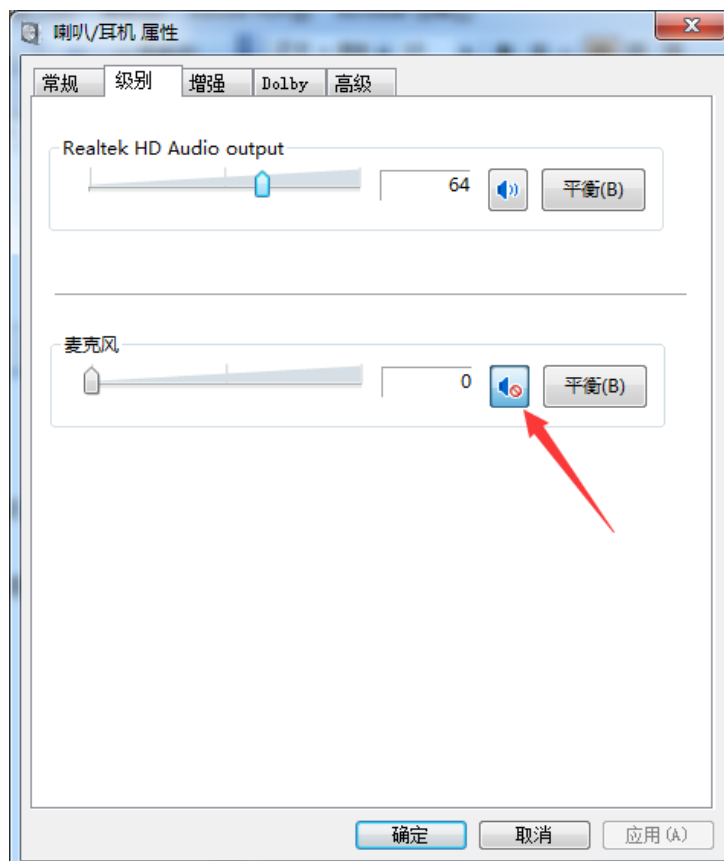 喇叭/耳机 属性
常规 级别 增强 Dolby 高级
Realtek HD Audio output
64 平衡(B)
麦克风
0 平衡(B)
确定 取消 应用(A)